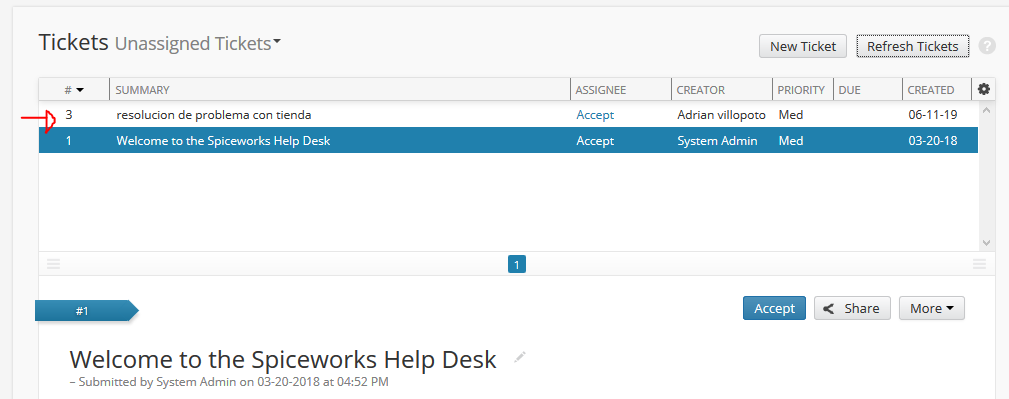 Tickets Unassigned Tickets
New Ticket Refresh Tickets ?
# SUMMARY ASSIGNEE CREATOR PRIORITY DUE CREATED
3 resolucion de problema con tienda Accept Adrian villopoto Med 06-11-19
1 Welcome to the Spiceworks Help Desk Accept System Admin Med 03-20-18
1
#1 Accept Share More
Welcome to the Spiceworks Help Desk
– Submitted by System Admin on 03-20-2018 at 04:52 PM